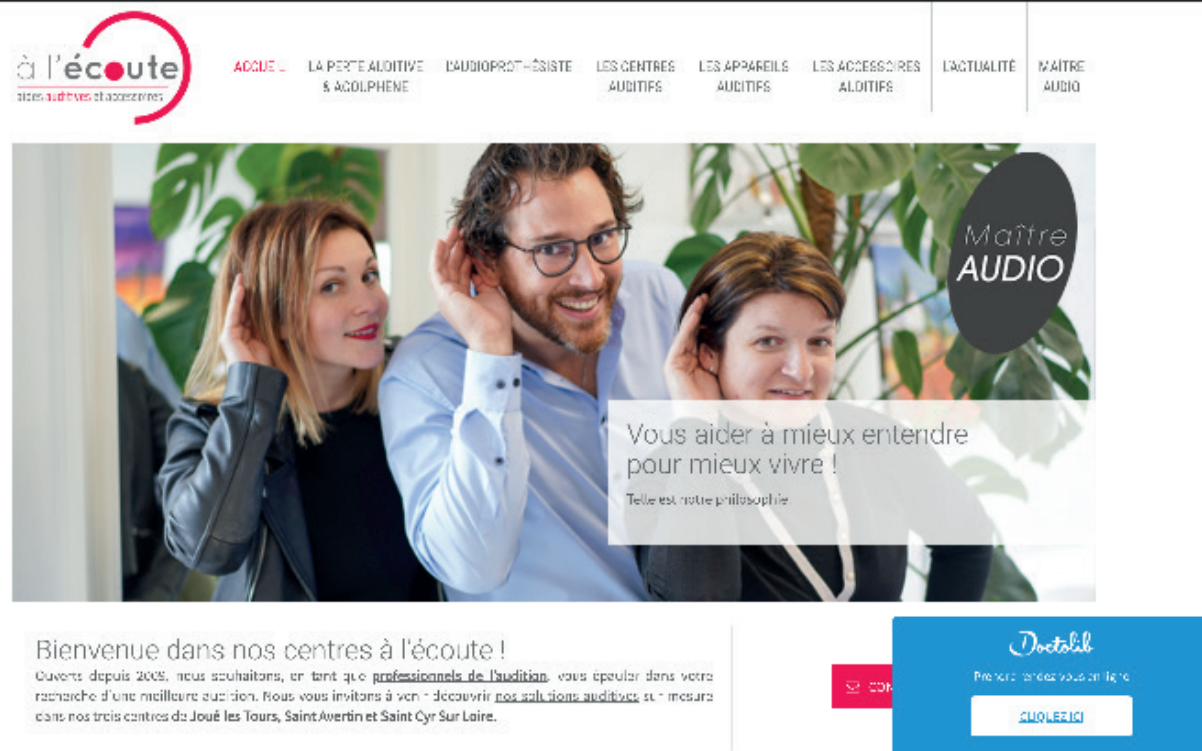 à l'écoute
aides auditives et accessoires
ACCUEIL
LA PERTE AUDITIVE
& ACOUPHÈNE
L'AUDIOPROTHÉSISTE
LES CENTRES
AUDITIFS
LES APPAREILS
AUDITIFS
LES ACCESSOIRES
AUDITIFS
L'ACTUALITÉ
MAÎTRE
AUDIO
Maître
AUDIO
Vous aider à mieux entendre
pour mieux vivre !
Telle est notre philosophie
Bienvenue dans nos centres à l'écoute !
Ouverts depuis 2009, nous souhaitons, en tant que professionnels de l'audition, vous épauler dans votre
recherche d'une meilleure audition. Nous vous invitons à venir découvrir nos solutions auditives sur mesure
dans nos trois centres de Joué les Tours, Saint Avertin et Saint Cyr Sur Loire.
CON
Doctolib
Prendre rendez-vous en ligne
CLIQUEZ ICI